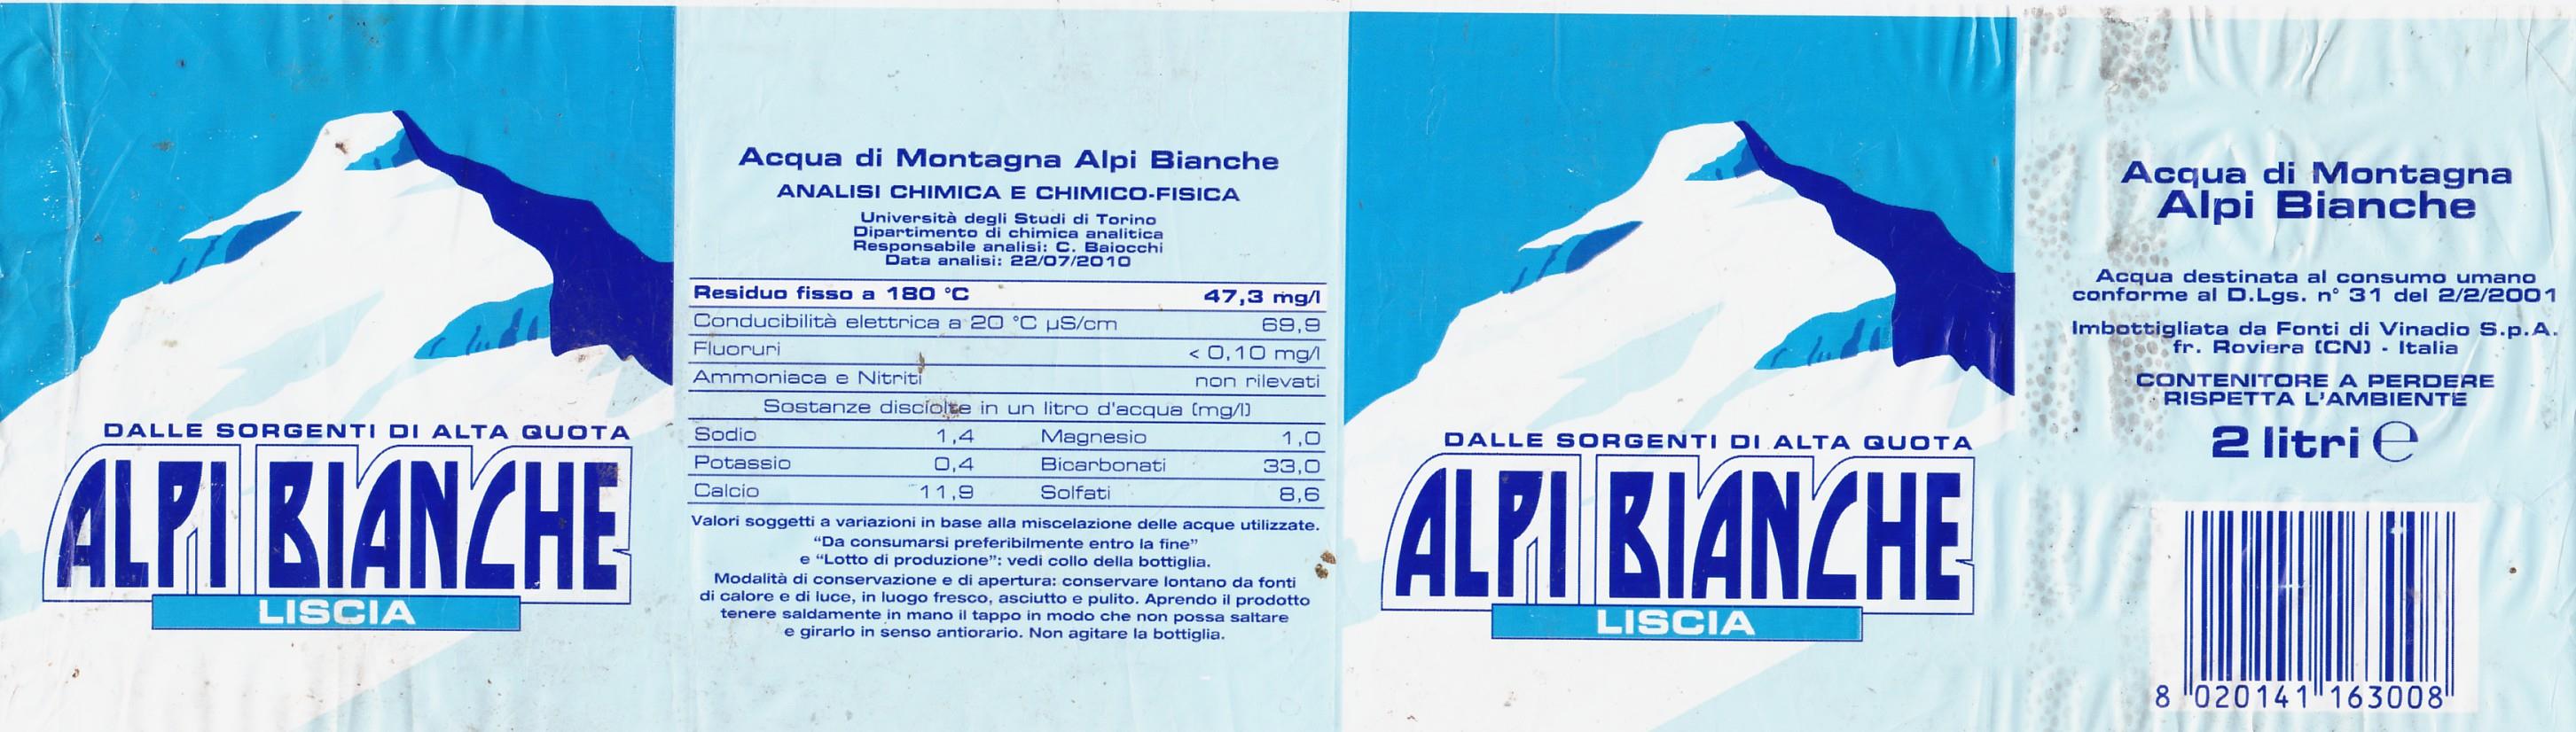 DALLE SORGENTI DI ALTA QUOTA
ALPI BIANCHE
LISCIA
Acqua di Montagna Alpi Bianche
ANALISI CHIMICA E CHIMICO-FISICA
Università degli Studi di Torino
Dipartimento di chimica analitica
Responsabile analisi: C. Baiocchi
Data analisi: 22/07/2010
Residuo fisso a 180 °C 47,3 mg/l
Conducibilità elettrica a 20 °C µS/cm 69,9
Fluoruri < 0,10 mg/l
Ammoniaca e Nitriti non rilevati
Sostanze disciolte in un litro d'acqua (mg/l)
Sodio 1,4 Magnesio 1,0
Potassio 0,4 Bicarbonati 33,0
Calcio 11,9 Solfati 8,6
Valori soggetti a variazioni in base alla miscelazione delle acque utilizzate.
“Da consumarsi preferibilmente entro la fine”
e “Lotto di produzione”: vedi collo della bottiglia.
Modalità di conservazione e di apertura: conservare lontano da fonti
di calore e di luce, in luogo fresco, asciutto e pulito. Aprendo il prodotto
tenere saldamente in mano il tappo in modo che non possa saltare
e girarlo in senso antiorario. Non agitare la bottiglia.
DALLE SORGENTI DI ALTA QUOTA
ALPI BIANCHE
LISCIA
Acqua di Montagna
Alpi Bianche
Acqua destinata al consumo umano
conforme al D.Lgs. n° 31 del 2/2/2001
Imbottigliata da Fonti di Vinadio S.p.A.
fr. Roviera (CN) - Italia
CONTENITORE A PERDERE
RISPETTA L'AMBIENTE
2 litri ℮
8 020141 163008